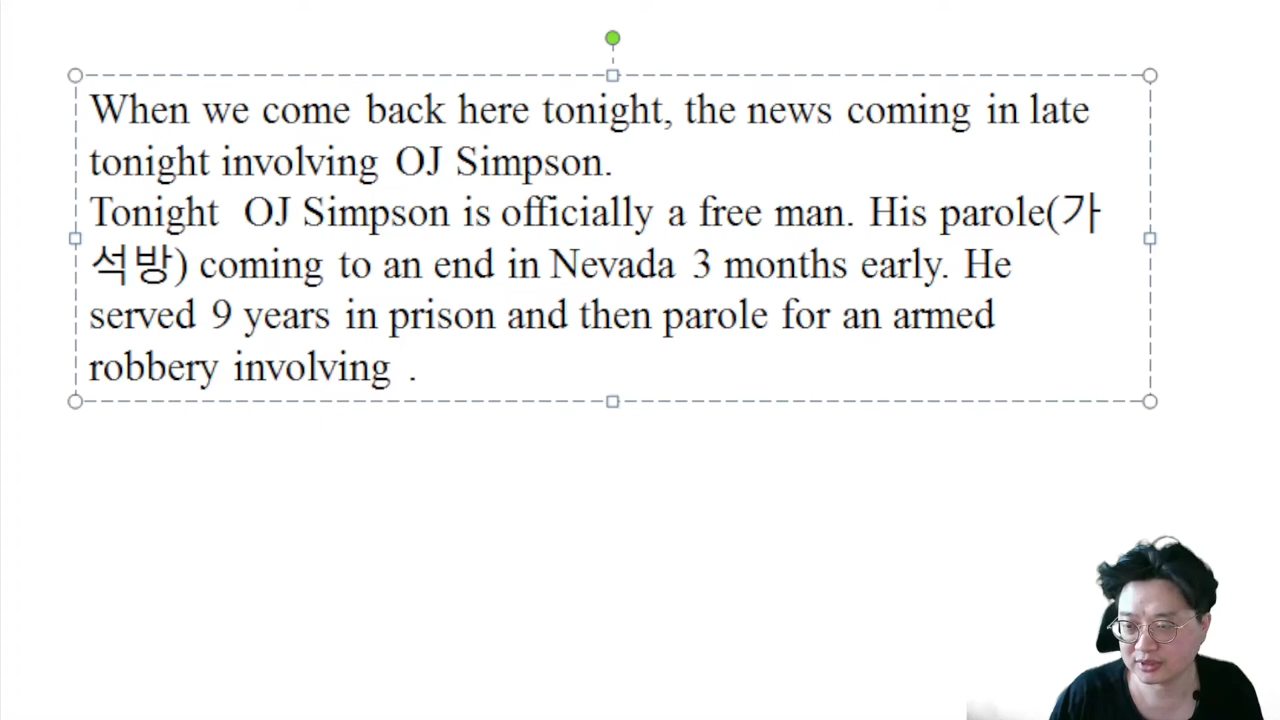 When we come back here tonight, the news coming in late
tonight involving OJ Simpson.
Tonight OJ Simpson is officially a free man. His parole(가
석방) coming to an end in Nevada 3 months early. He
served 9 years in prison and then parole for an armed
robbery involving .